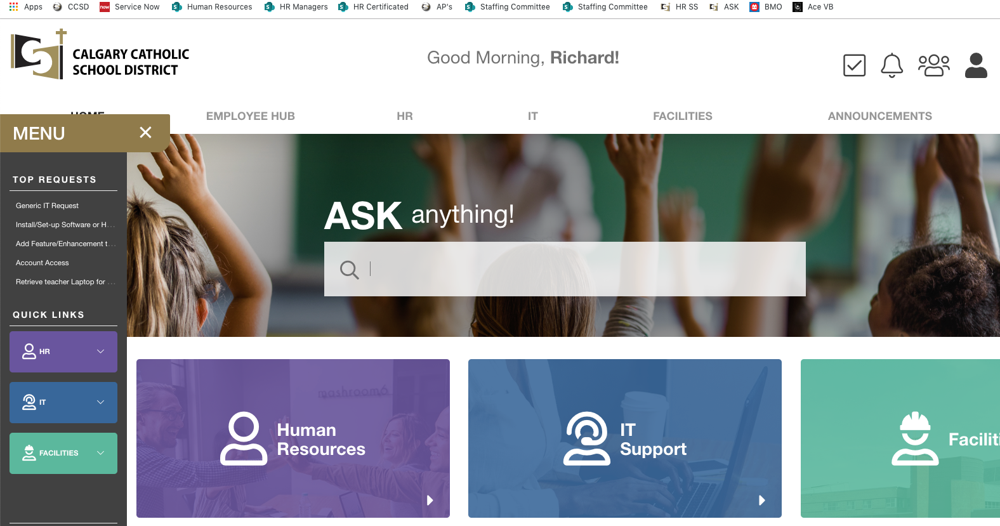 Apps CCSD Service Now Human Resources HR Managers HR Certificated AP's Staffing Committee Staffing Committee HR SS ASK BMO Ace VB
CALGARY CATHOLIC
SCHOOL DISTRICT
Good Morning, Richard!
HOME EMPLOYEE HUB HR IT FACILITIES ANNOUNCEMENTS
MENU
TOP REQUESTS
Generic IT Request
Install/Set-up Software or H...
Add Feature/Enhancement t...
Account Access
Retrieve teacher Laptop for ...
QUICK LINKS
HR
IT
FACILITIES
ASK anything!
Human
Resources
IT
Support
Faciliti